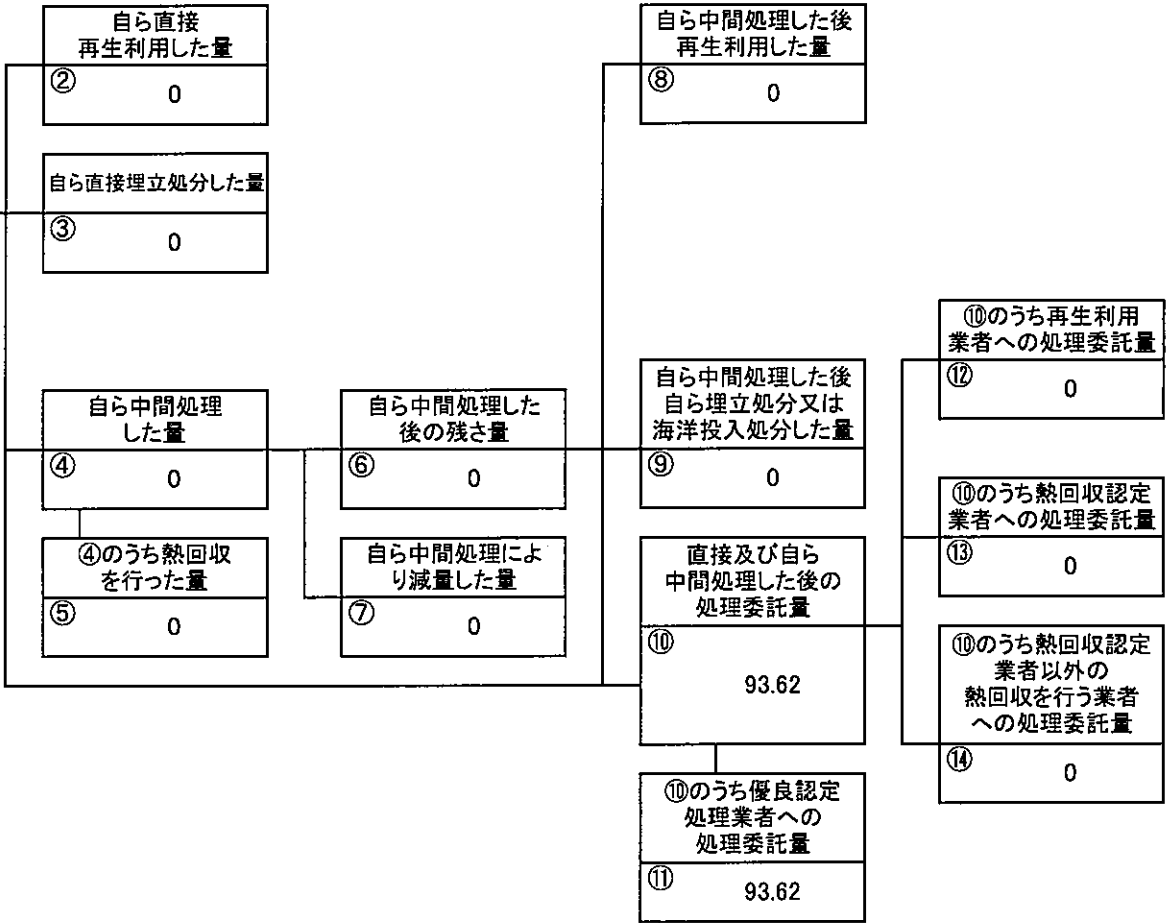 自ら直接
再生利用した量
②
0
自ら直接埋立処分した量
③
0
自ら中間処理
した量
④
0
④のうち熱回収
を行った量
⑤
0
自ら中間処理した
後の残さ量
⑥
0
自ら中間処理によ
り減量した量
⑦
0
自ら中間処理した後
再生利用した量
⑧
0
自ら中間処理した後
自ら埋立処分又は
海洋投入処分した量
⑨
0
直接及び自ら
中間処理した後の
処理委託量
⑩
93.62
⑩のうち優良認定
処理業者への
処理委託量
⑪
93.62
⑩のうち再生利用
業者への処理委託量
⑫
0
⑩のうち熱回収認定
業者への処理委託量
⑬
0
⑩のうち熱回収認定
業者以外の
熱回収を行う業者
への処理委託量
⑭
0